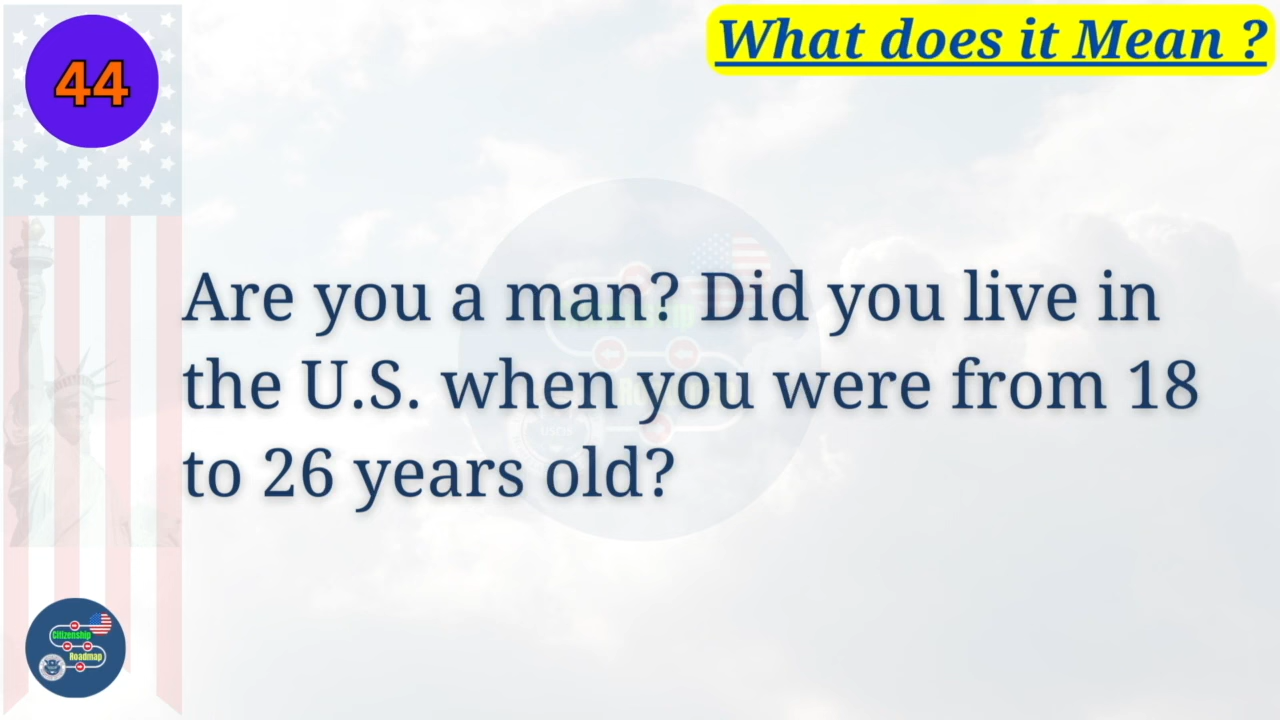 44
What does it Mean ?
Are you a man? Did you live in
the U.S. when you were from 18
to 26 years old?
Citizenship
Roadmap